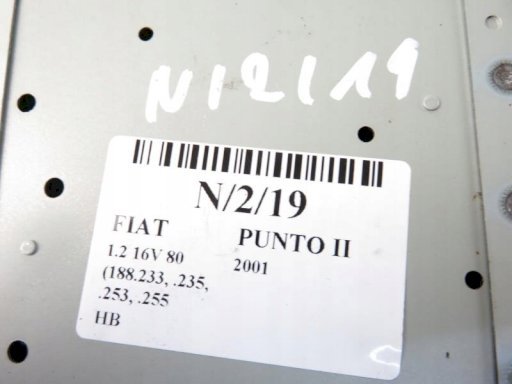 N/2/19
N/2/19
FIAT PUNTO II
1.2 16V 80 2001
(188.233, .235,
.253, .255
HB